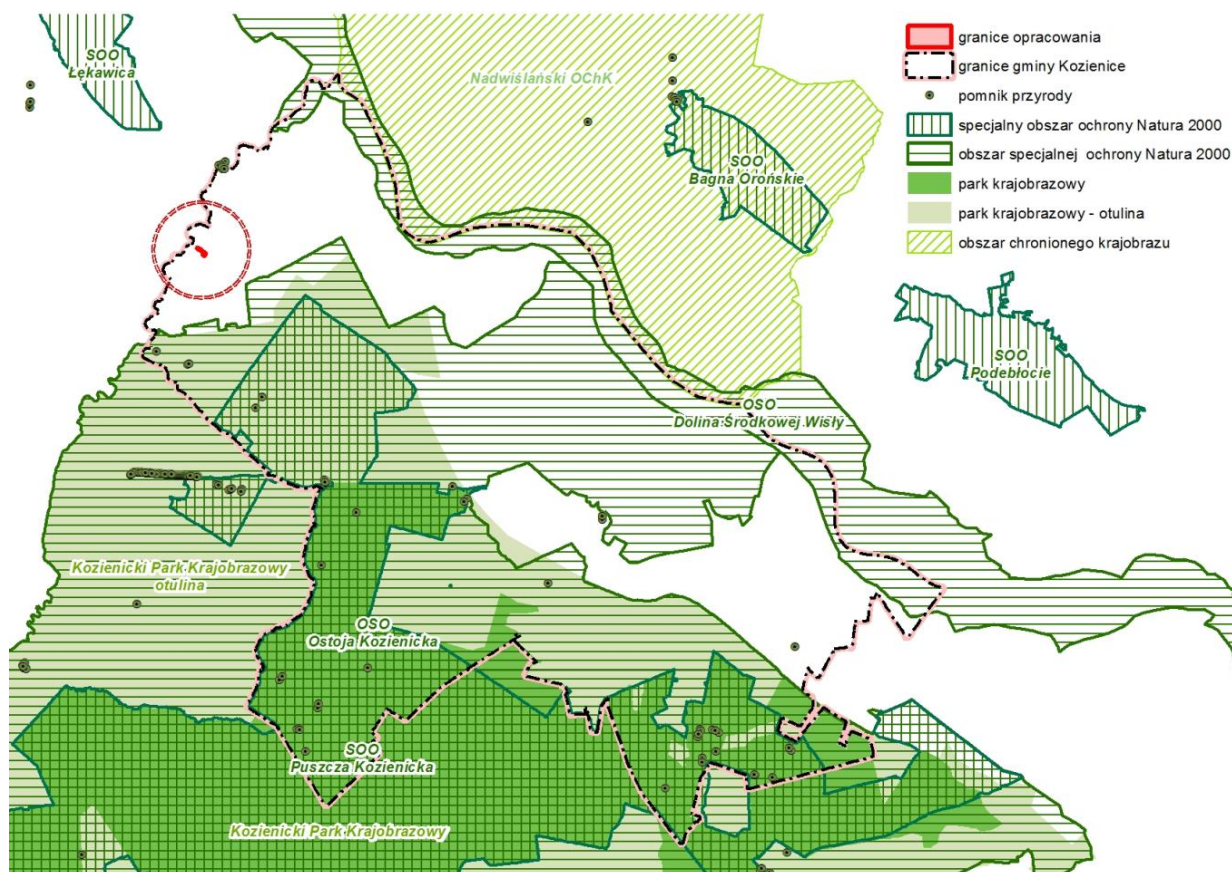 SOO
Łękawica
Nadwiślański OChK
SOO
Bagna Orońskie
granice opracowania
granice gminy Kozienice
pomnik przyrody
specjalny obszar ochrony Natura 2000
obszar specjalnej ochrony Natura 2000
park krajobrazowy
park krajobrazowy - otulina
obszar chronionego krajobrazu
SOO
Podebłocie
OSO
Dolina Środkowej Wisły
Kozienicki Park Krajobrazowy
otulina
OSO
Ostoja Kozienicka
SOO
Puszcza Kozienicka
Kozienicki Park Krajobrazowy